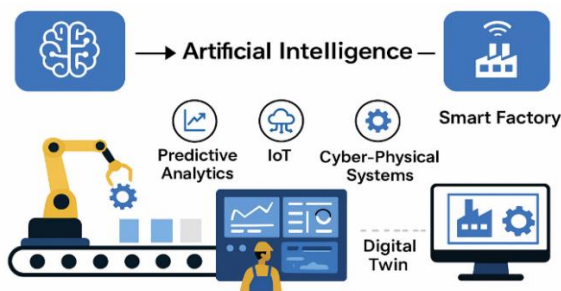 Artificial Intelligence
Smart Factory
Predictive
Analytics
IoT
Cyber-Physical
Systems
Digital
Twin